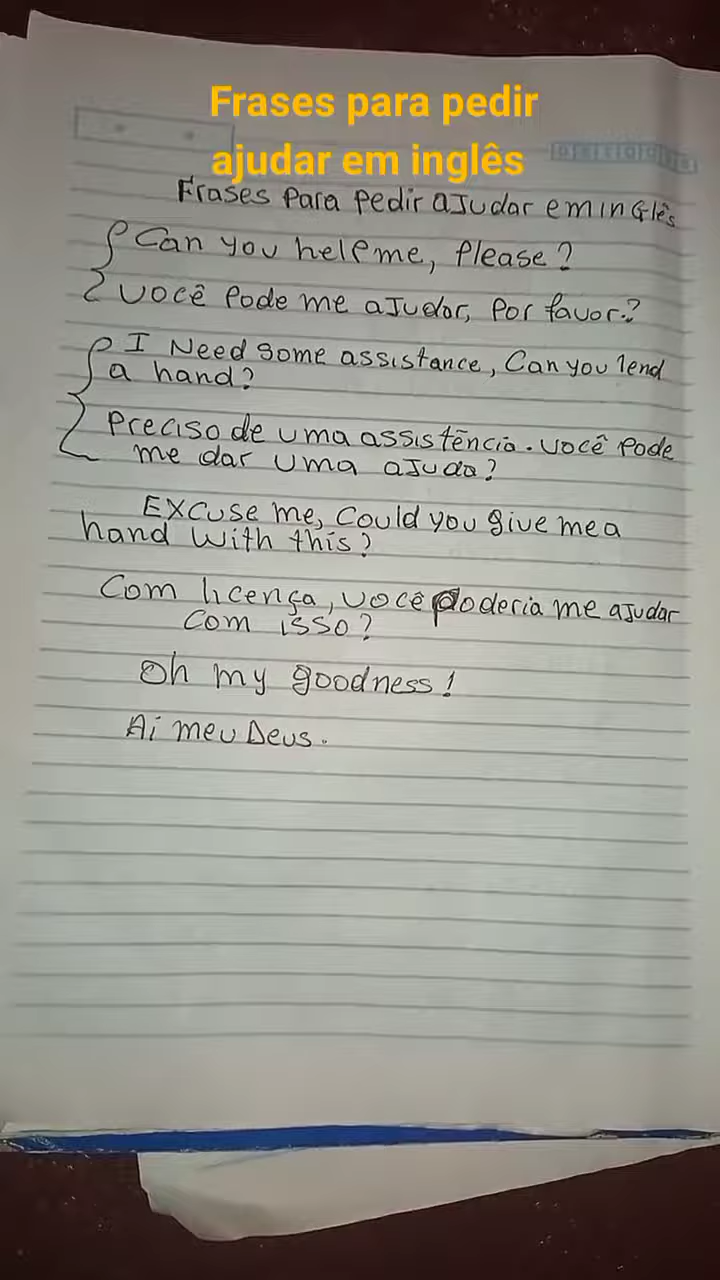 Frases para pedir
ajudar em inglês
Frases para pedir ajudar em inglês
Can you help me, please?
você pode me ajudar, por favor?
I Need some assistance, Can you lend
a hand?
Preciso de uma assistência. você pode
me dar uma ajuda?
Excuse me, could you give me a
hand with this?
Com licença, você poderia me ajudar
com isso?
Oh my goodness!
Ai meu Deus.